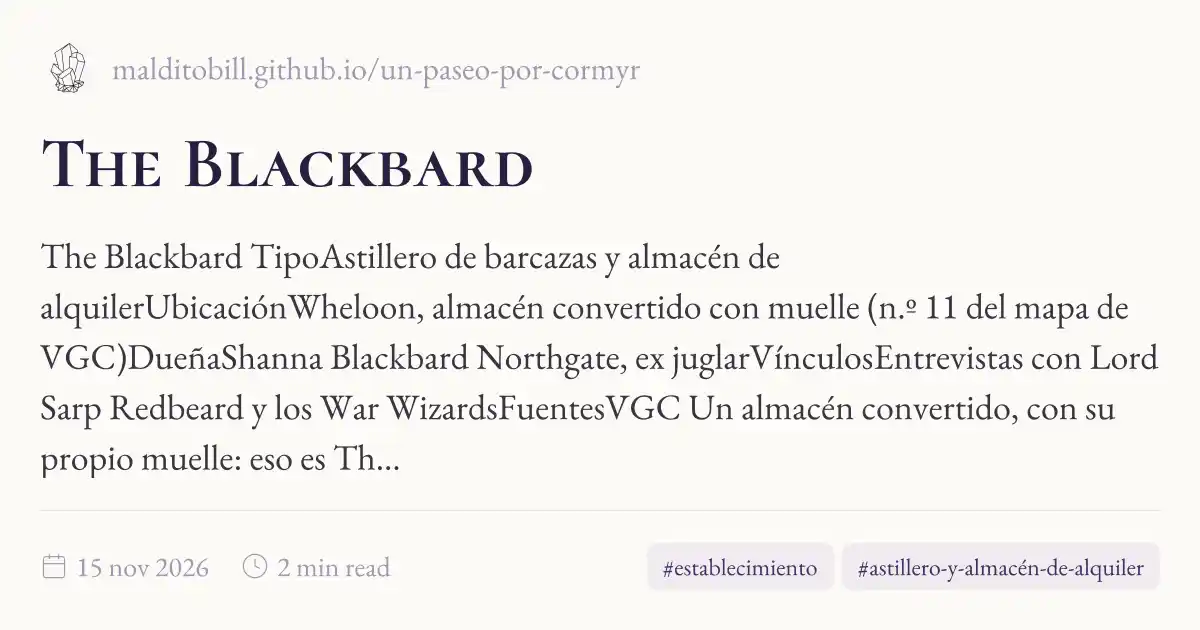 malditobill.github.io/un-paseo-por-cormyr
The Blackbard
The Blackbard TipoAstillero de barcazas y almacén de
alquilerUbicaciónWheloon, almacén convertido con muelle (n.º 11 del mapa de
VGC)DueñaShanna Blackbard Northgate, ex juglarVínculosEntrevistas con Lord
Sarp Redbeard y los War WizardsFuentesVGC Un almacén convertido, con su
propio muelle: eso es Th...
15 nov 2026 2 min read #establecimiento #astillero-y-almacén-de-alquiler